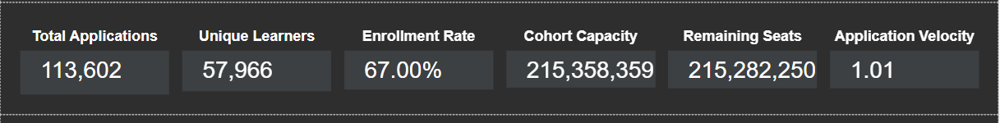 Total Applications Unique Learners Enrollment Rate Cohort Capacity Remaining Seats Application Velocity
113,602 57,966 67.00% 215,358,359 215,282,250 1.01